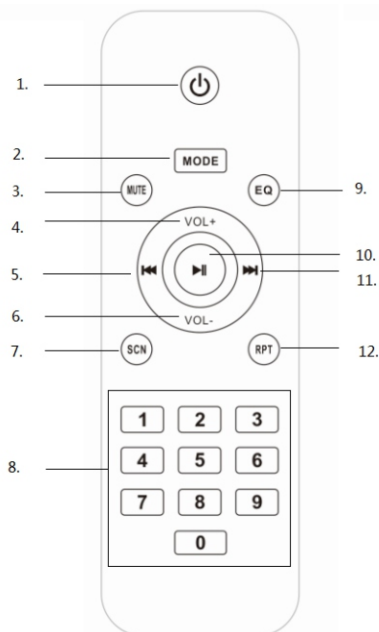 1.
2. MODE
3. MUTE EQ 9.
4. VOL+
10.
5. 11.
6. VOL-
7. SCN RPT 12.
1 2 3
4 5 6
8.
7 8 9
0